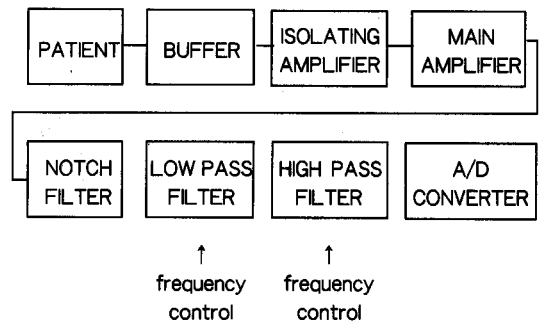 PATIENT
BUFFER
ISOLATING
AMPLIFIER
MAIN
AMPLIFIER
NOTCH
FILTER
LOW PASS
FILTER
HIGH PASS
FILTER
A/D
CONVERTER
frequency
control
frequency
control